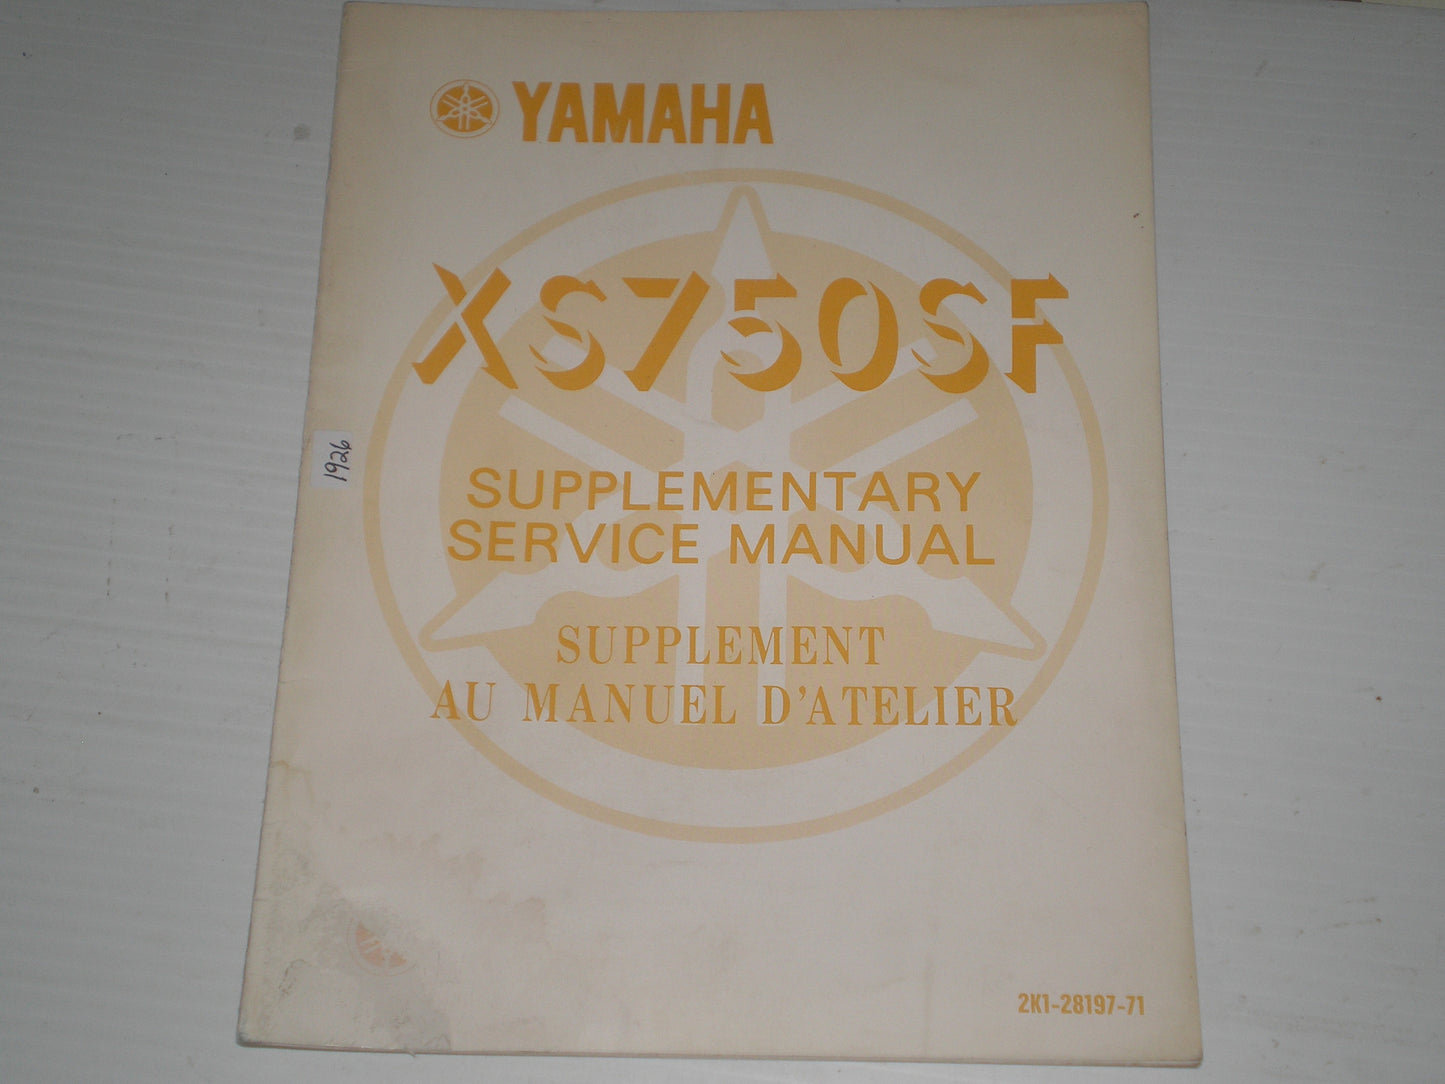 YAMAHA
XS750SF
1926
SUPPLEMENTARY
SERVICE MANUAL
SUPPLEMENT
AU MANUEL D'ATELIER
2K1-28197-71